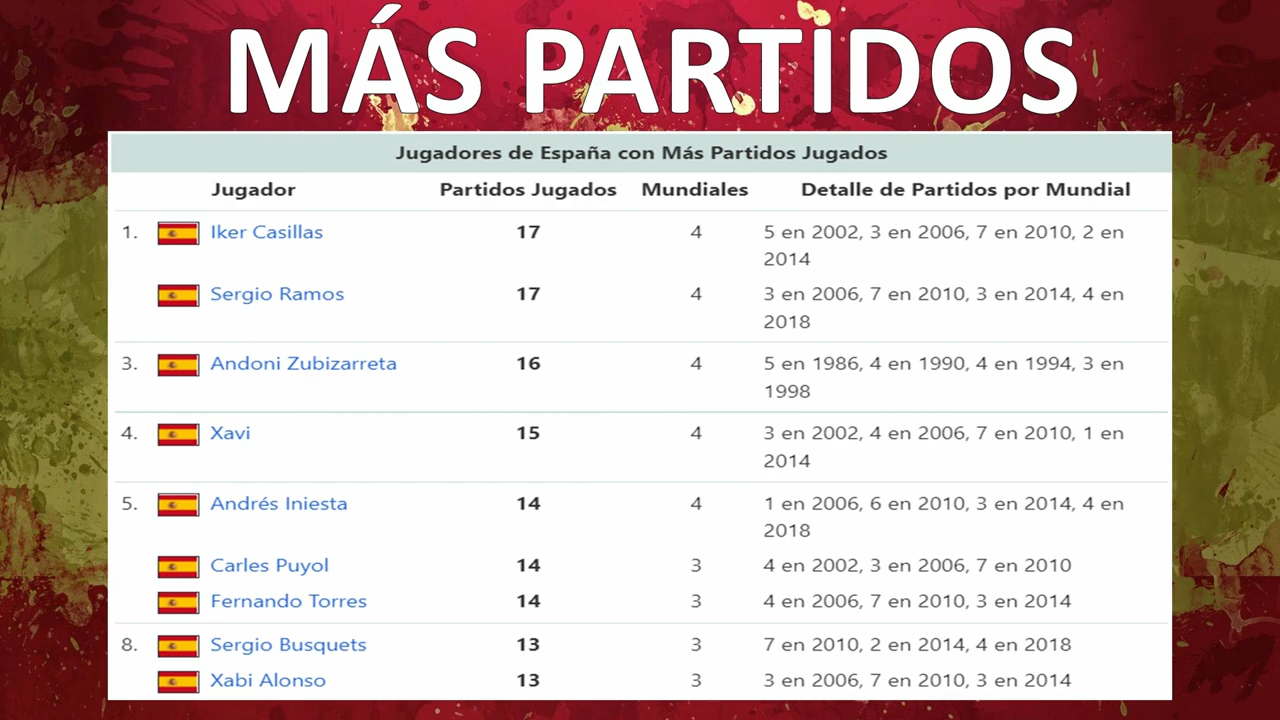 MÁS PARTIDOS
Jugadores de España con Más Partidos Jugados
Jugador Partidos Jugados Mundiales Detalle de Partidos por Mundial
1. Iker Casillas 17 4 5 en 2002, 3 en 2006, 7 en 2010, 2 en
2014
Sergio Ramos 17 4 3 en 2006, 7 en 2010, 3 en 2014, 4 en
2018
3. Andoni Zubizarreta 16 4 5 en 1986, 4 en 1990, 4 en 1994, 3 en
1998
4. Xavi 15 4 3 en 2002, 4 en 2006, 7 en 2010, 1 en
2014
5. Andrés Iniesta 14 4 1 en 2006, 6 en 2010, 3 en 2014, 4 en
2018
Carles Puyol 14 3 4 en 2002, 3 en 2006, 7 en 2010
Fernando Torres 14 3 4 en 2006, 7 en 2010, 3 en 2014
8. Sergio Busquets 13 3 7 en 2010, 2 en 2014, 4 en 2018
Xabi Alonso 13 3 3 en 2006, 7 en 2010, 3 en 2014